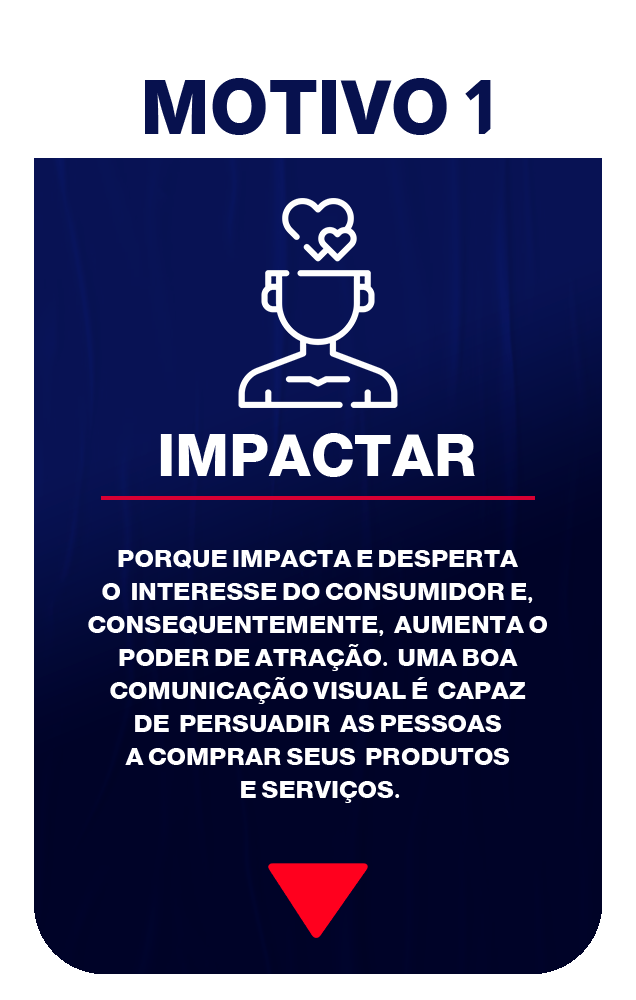 MOTIVO 1
IMPACTAR
PORQUE IMPACTA E DESPERTA
O INTERESSE DO CONSUMIDOR E,
CONSEQUENTEMENTE, AUMENTA O
PODER DE ATRAÇÃO. UMA BOA
COMUNICAÇÃO VISUAL É CAPAZ
DE PERSUADIR AS PESSOAS
A COMPRAR SEUS PRODUTOS
E SERVIÇOS.